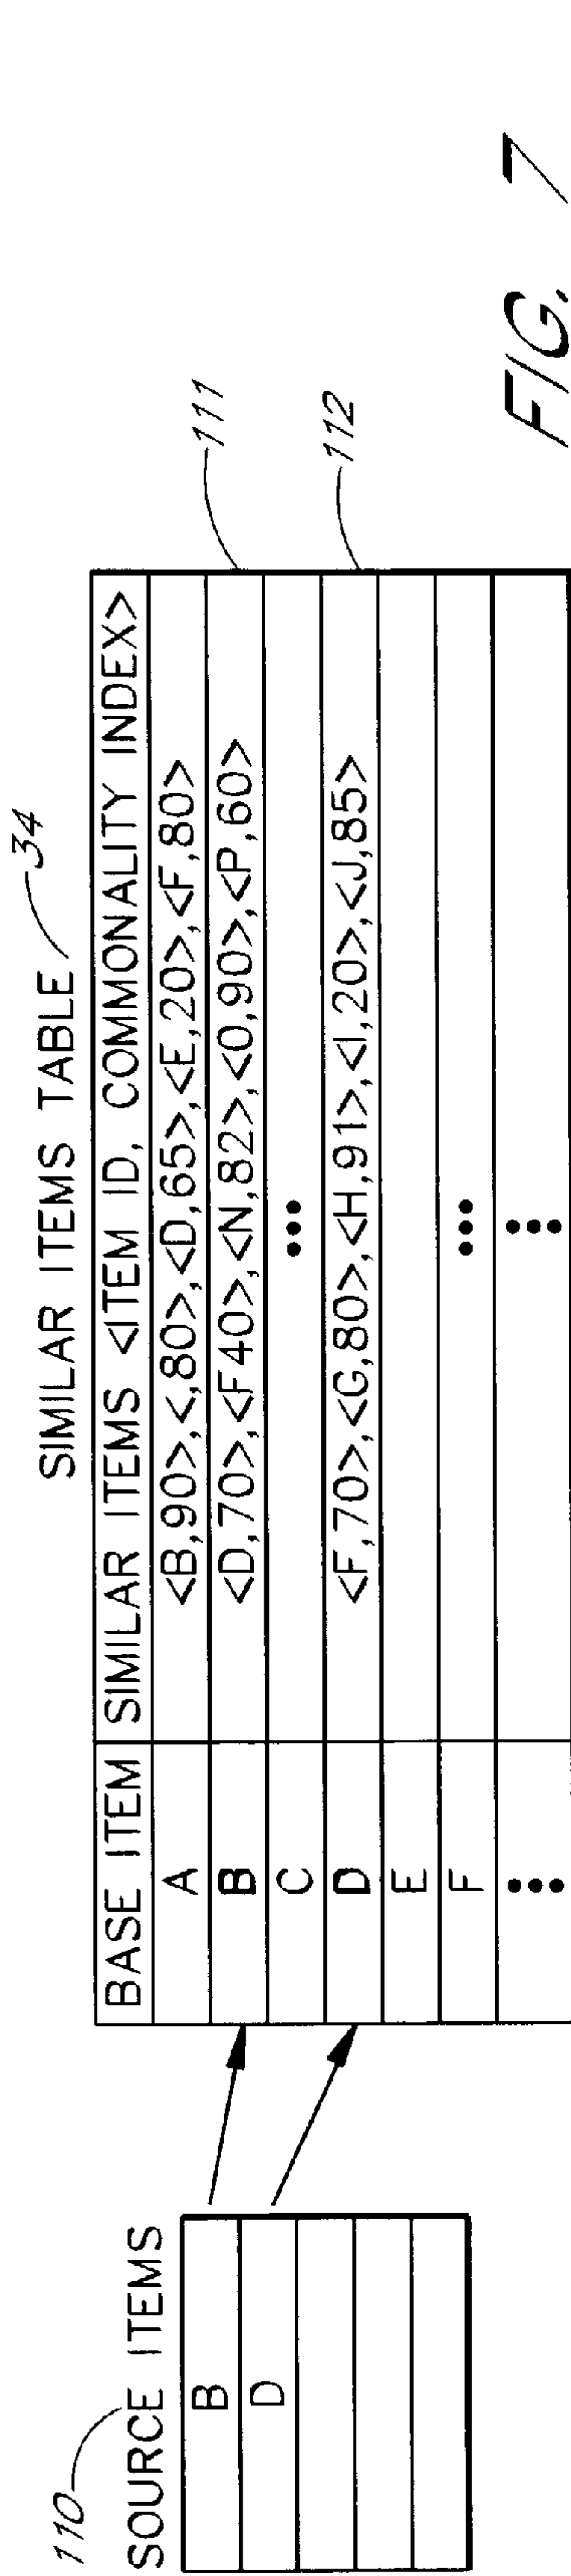 110
SOURCE ITEMS
B
D
SIMILAR ITEMS TABLE 34
BASE ITEM SIMILAR ITEMS <ITEM ID, COMMONALITY INDEX>
A <B,90>,<,80>,<D,65>,<E,20>,<F,80>
B <D,70>,<F40>,<N,82>,<O,90>,<P,60>
111
C
D <F,70>,<G,80>,<H,91>,<I,20>,<J,85>
112
E
F
FIG. 7